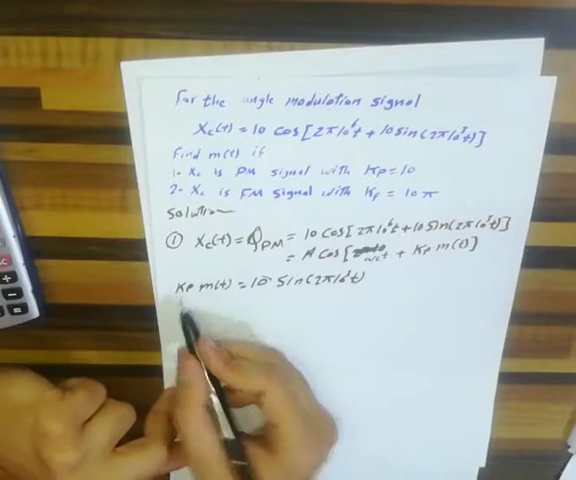 For the angle modulation signal
Xc(t) = 10 cos[2π10⁶t + 10 sin(2π10³t)]
Find m(t) if
1- Xc is PM signal with Kp = 10
2- Xc is FM signal with Kf = 10π
Solution
① Xc(t) = φPM = 10 cos[2π10⁶t + 10 sin(2π10³t)]
= A cos[ωct + Kp m(t)]
Kp m(t) = 10 Sin(2π10³t)